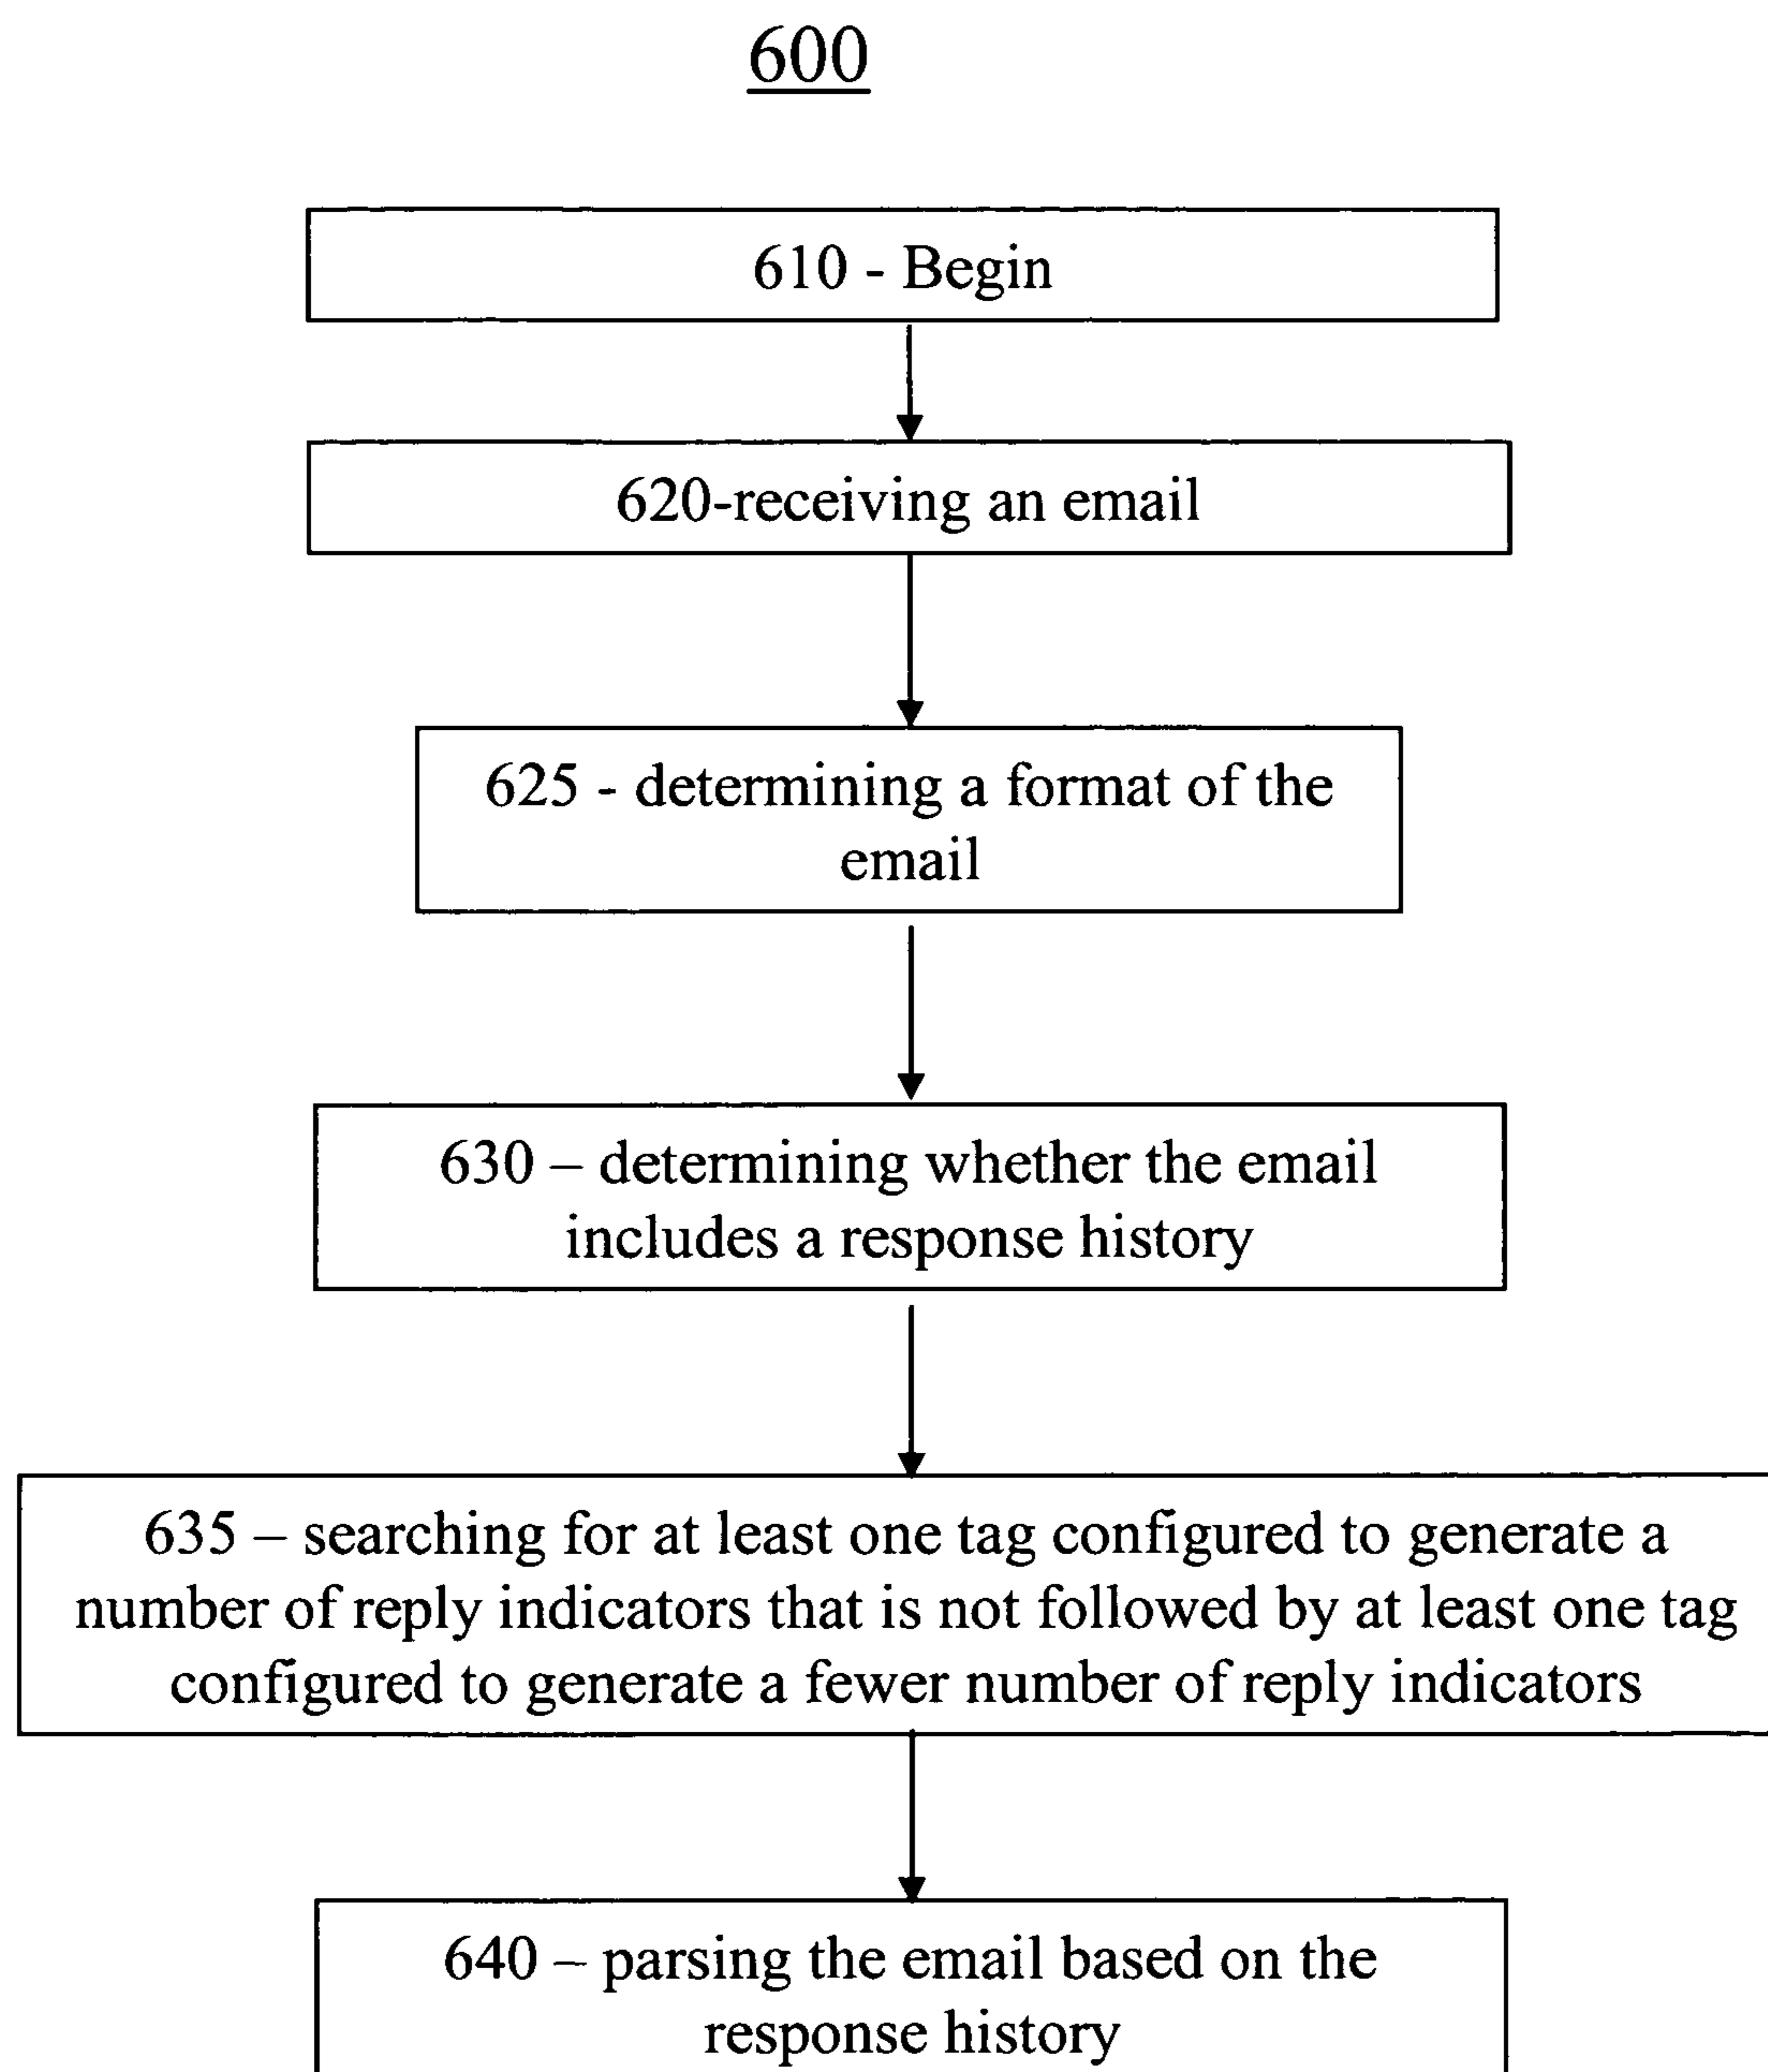 600
610 - Begin
620-receiving an email
625 - determining a format of the
email
630 – determining whether the email
includes a response history
635 – searching for at least one tag configured to generate a
number of reply indicators that is not followed by at least one tag
configured to generate a fewer number of reply indicators
640 – parsing the email based on the
response history